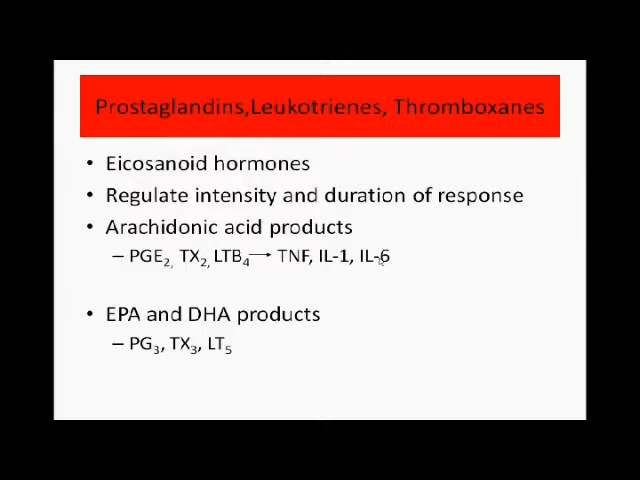 Prostaglandins,Leukotrienes, Thromboxanes
• Eicosanoid hormones
• Regulate intensity and duration of response
• Arachidonic acid products
– PGE2, TX2, LTB4 → TNF, IL-1, IL-6
• EPA and DHA products
– PG3, TX3, LT5